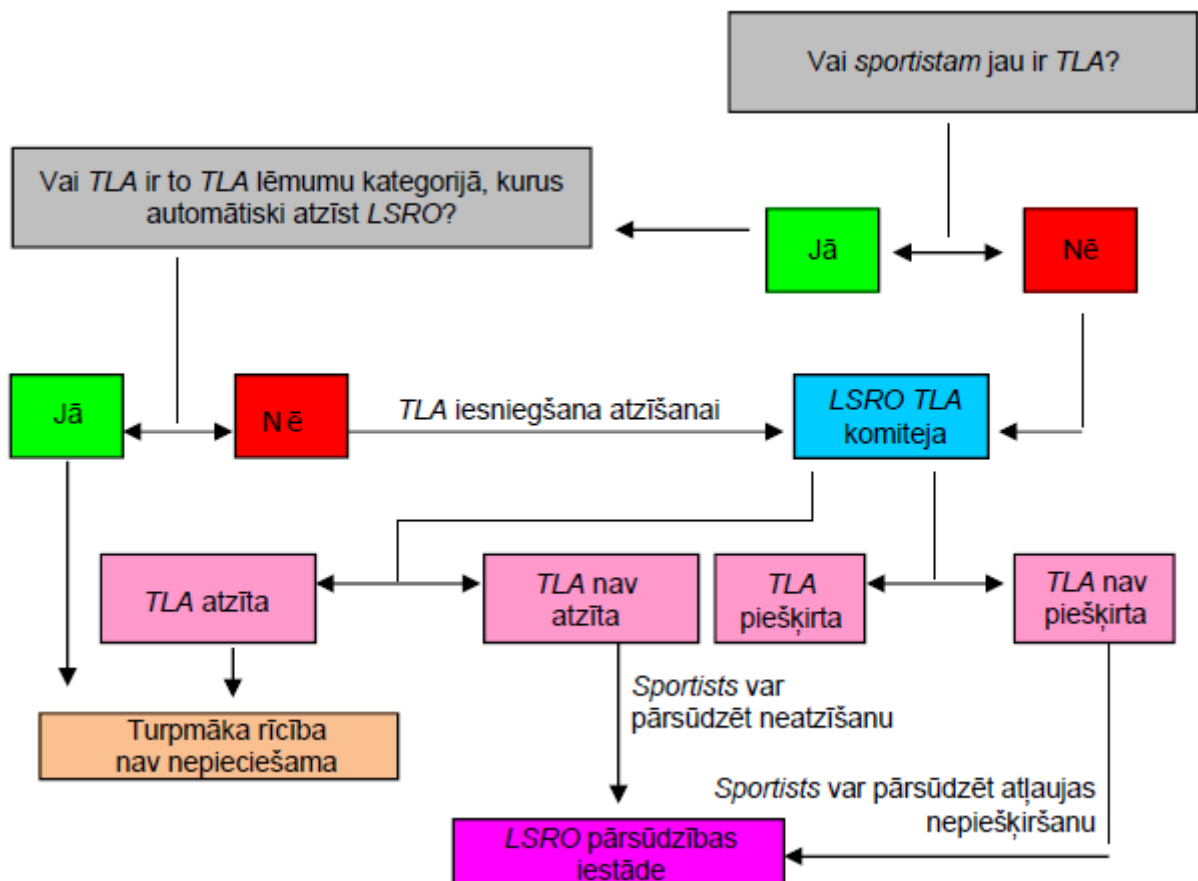 Vai sportistam jau ir TLA?
Vai TLA ir to TLA lēmumu kategorijā, kurus
automātiski atzīst LSRO?
Jā
Nē
Jā
Nē
TLA iesniegšana atzīšanai
LSRO TLA
komiteja
TLA atzīta
TLA nav
atzīta
TLA
piešķirta
TLA nav
piešķirta
Sportists var
pārsūdzēt neatzīšanu
Turpmāka rīcība
nav nepieciešama
Sportists var pārsūdzēt atļaujas
nepiešķiršanu
LSRO pārsūdzības
iestāde